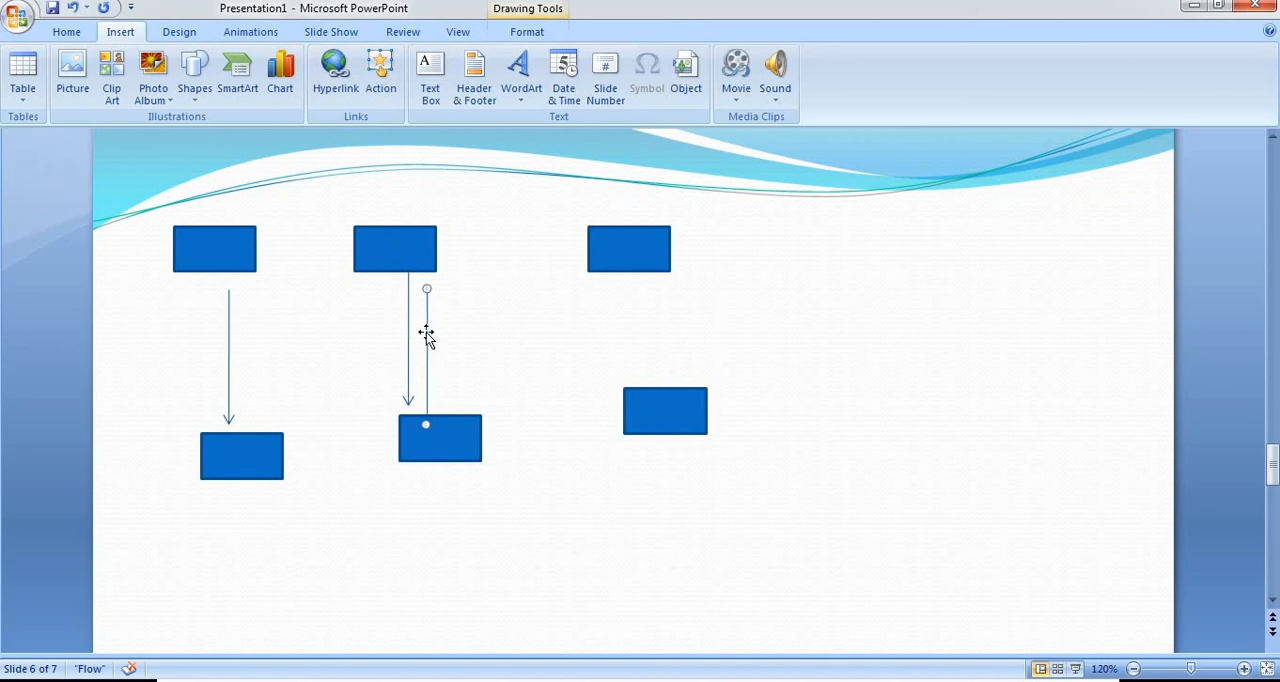 Presentation1 - Microsoft PowerPoint
Drawing Tools
Home
Insert
Design
Animations
Slide Show
Review
Caption View
Format
Table
Picture
Clip Art
Photo Album
Shapes
SmartArt
Chart
Hyperlink
Action
Text Box
Header & Footer
WordArt
Date & Time
Slide Number
Symbol
Object
Movie
Sound
Tables
Illustrations
Links
Text
Media Clips
Slide 6 of 7
"Flow"
120%